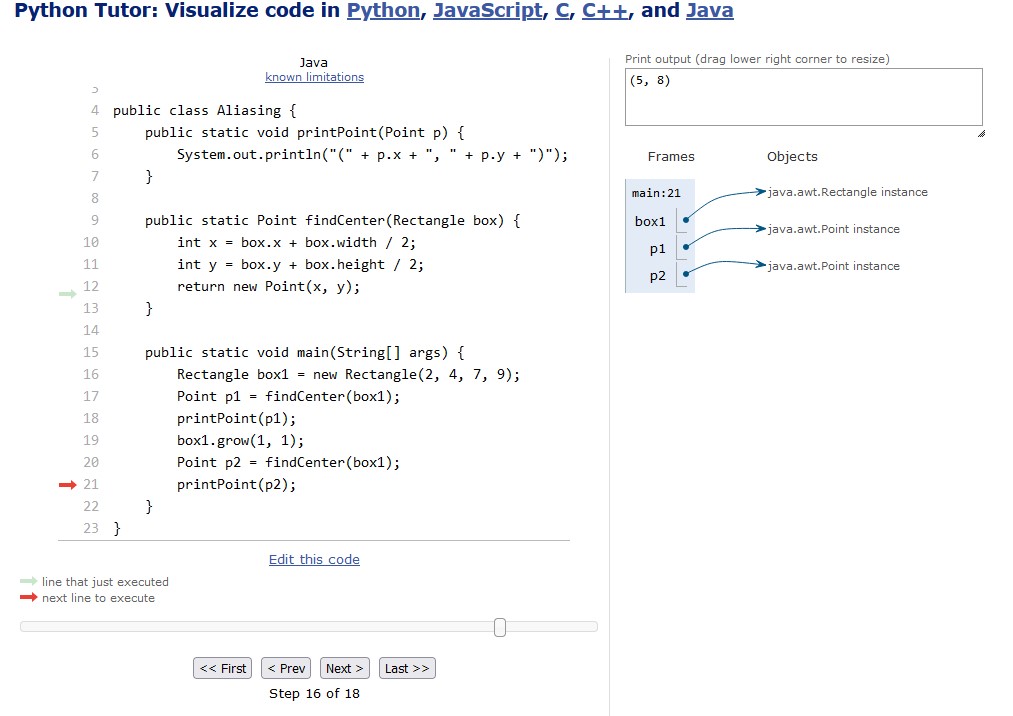 Python Tutor: Visualize code in Python, JavaScript, C, C++, and Java
Java
known limitations
3
4 public class Aliasing {
5     public static void printPoint(Point p) {
6         System.out.println("(" + p.x + ", " + p.y + ")");
7     }
8
9     public static Point findCenter(Rectangle box) {
10         int x = box.x + box.width / 2;
11         int y = box.y + box.height / 2;
12         return new Point(x, y);
13     }
14
15     public static void main(String[] args) {
16         Rectangle box1 = new Rectangle(2, 4, 7, 9);
17         Point p1 = findCenter(box1);
18         printPoint(p1);
19         box1.grow(1, 1);
20         Point p2 = findCenter(box1);
21         printPoint(p2);
22     }
23 }
Edit this code
line that just executed
next line to execute
<< First < Prev Next > Last >>
Step 16 of 18
Print output (drag lower right corner to resize)
(5, 8)
Frames Objects
main:21
box1
p1
p2
java.awt.Rectangle instance
java.awt.Point instance
java.awt.Point instance